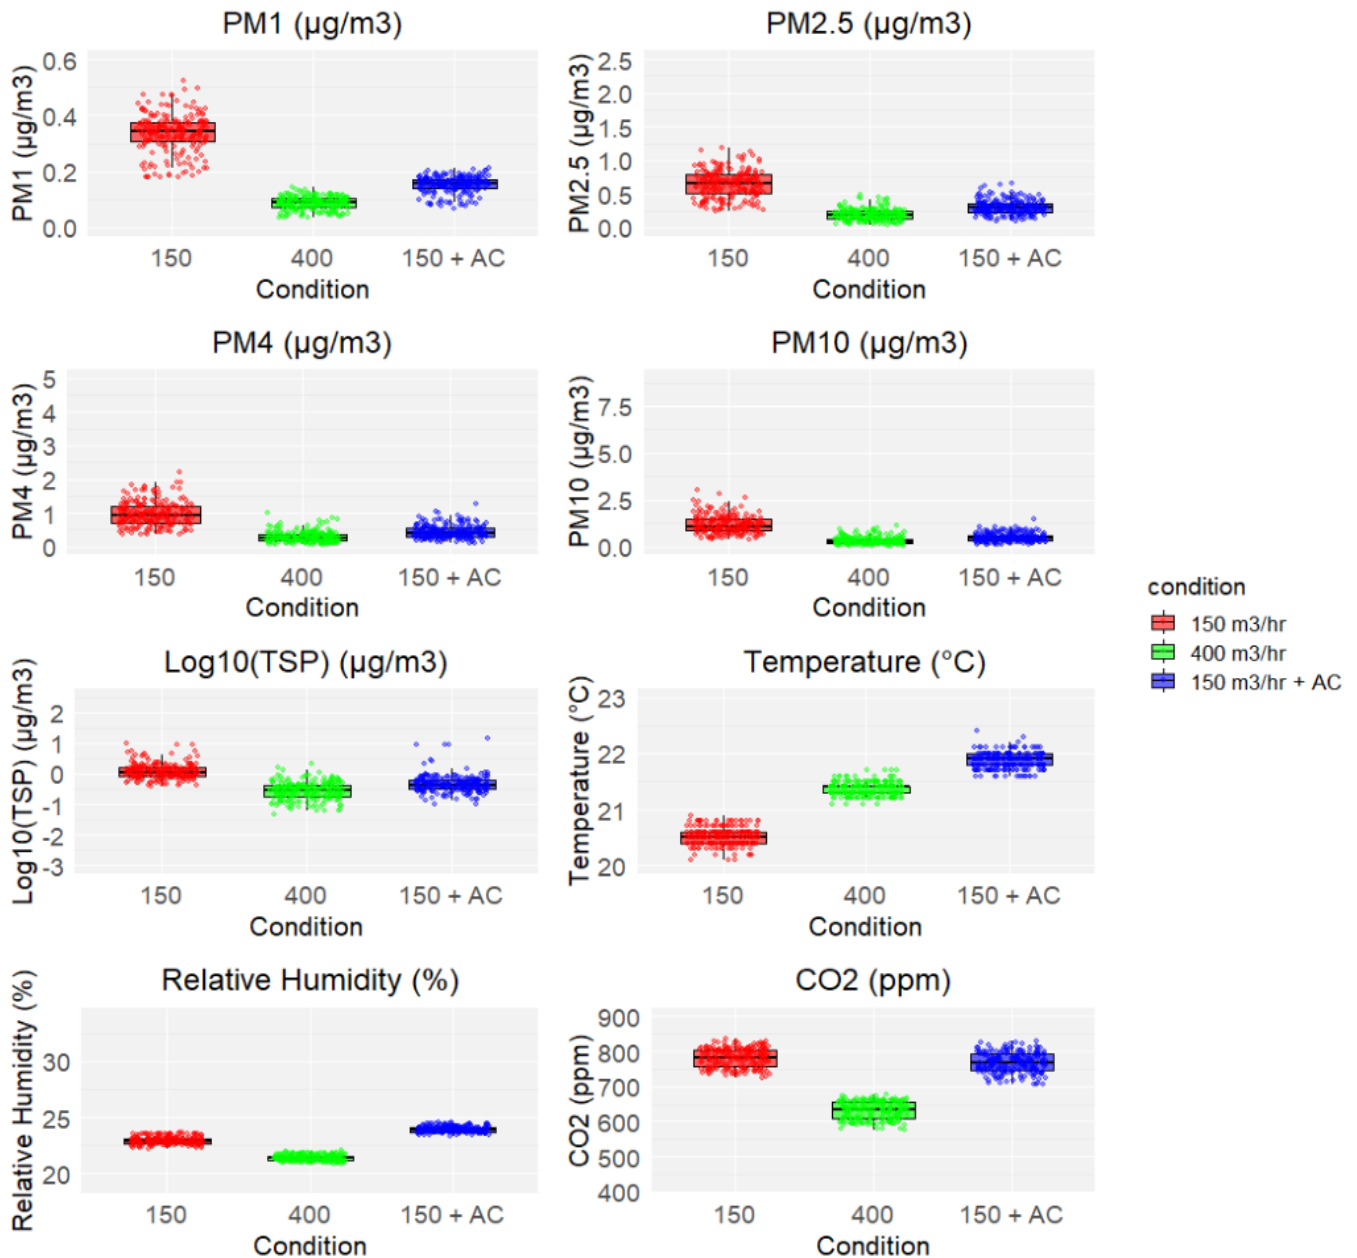 PM1 (µg/m3)
PM1 (µg/m3)
0.6
0.4
0.2
0.0
150
400
150 + AC
Condition
PM2.5 (µg/m3)
PM2.5 (µg/m3)
2.5
2.0
1.5
1.0
0.5
0.0
150
400
150 + AC
Condition
PM4 (µg/m3)
PM4 (µg/m3)
5
4
3
2
1
0
150
400
150 + AC
Condition
PM10 (µg/m3)
PM10 (µg/m3)
7.5
5.0
2.5
0.0
150
400
150 + AC
Condition
condition
150 m3/hr
400 m3/hr
150 m3/hr + AC
Log10(TSP) (µg/m3)
Log10(TSP) (µg/m3)
2
1
0
-1
-2
-3
150
400
150 + AC
Condition
Temperature (°C)
Temperature (°C)
23
22
21
20
150
400
150 + AC
Condition
Relative Humidity (%)
Relative Humidity (%)
30
25
20
150
400
150 + AC
Condition
CO2 (ppm)
CO2 (ppm)
900
800
700
600
500
400
150
400
150 + AC
Condition